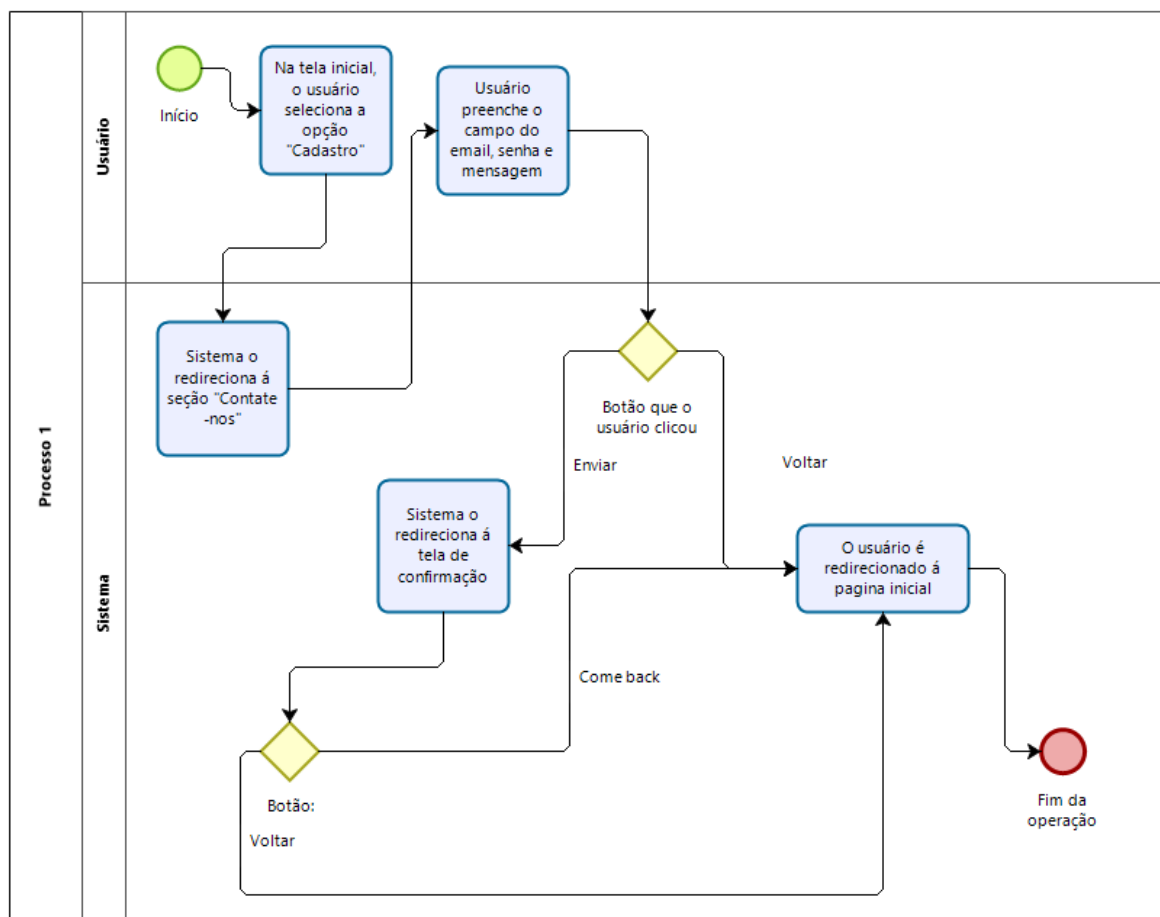 Processo 1
Usuário
Início
Na tela inicial,
o usuário
seleciona a
opção
"Cadastro"
Usuário
preenche o
campo do
email, senha e
mensagem
Sistema
Sistema o
redireciona á
seção "Contate
-nos"
Botão que o
usuário clicou
Enviar
Voltar
Sistema o
redireciona á
tela de
confirmação
O usuário é
redirecionado á
pagina inicial
Come back
Botão:
Voltar
Fim da
operação